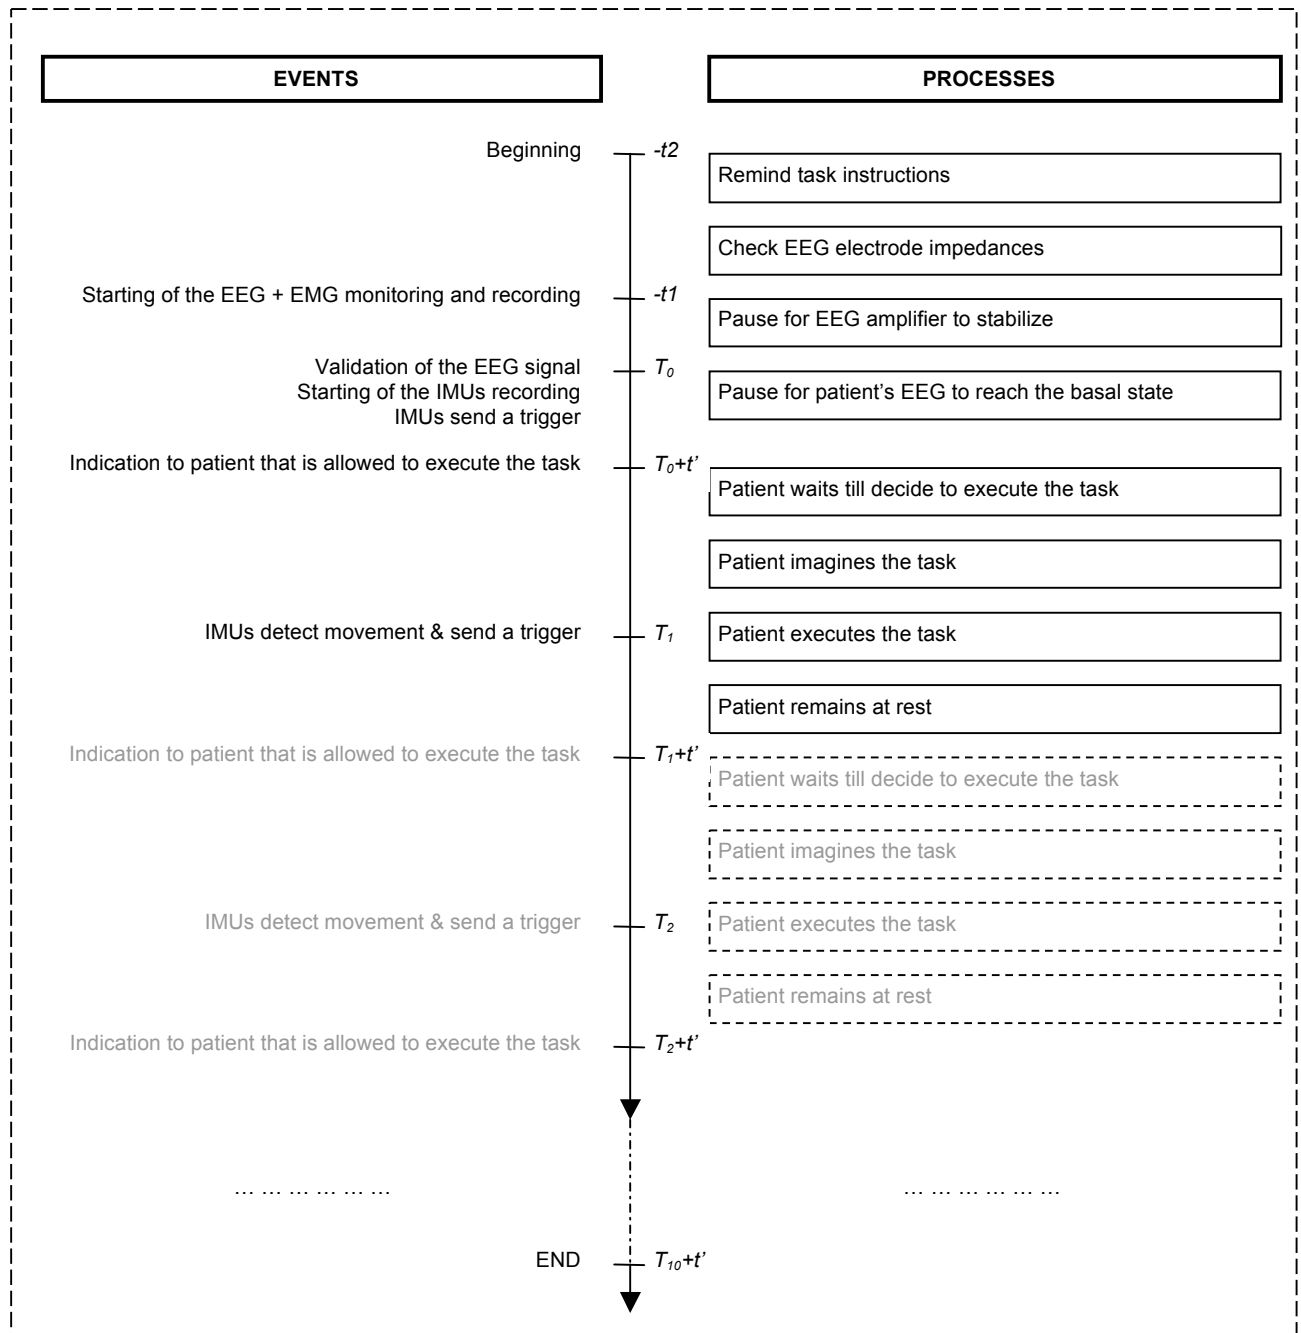 EVENTS
PROCESSES
Beginning
-t2
Remind task instructions
Check EEG electrode impedances
Starting of the EEG + EMG monitoring and recording
-t1
Pause for EEG amplifier to stabilize
Validation of the EEG signal
T0
Starting of the IMUs recording
IMUs send a trigger
Pause for patient’s EEG to reach the basal state
Indication to patient that is allowed to execute the task
T0+t’
Patient waits till decide to execute the task
Patient imagines the task
IMUs detect movement & send a trigger
T1
Patient executes the task
Patient remains at rest
Indication to patient that is allowed to execute the task
T1+t’
Patient waits till decide to execute the task
Patient imagines the task
IMUs detect movement & send a trigger
T2
Patient executes the task
Patient remains at rest
Indication to patient that is allowed to execute the task
T2+t’
… … … … … …
… … … … … …
END
T10+t’